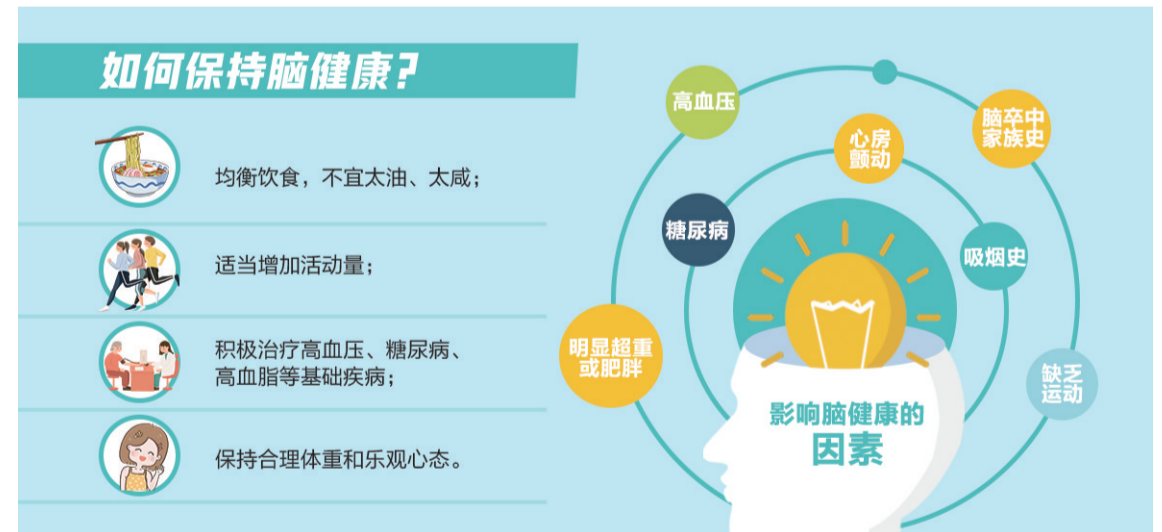 如何保持脑健康?
均衡饮食，不宜太油、太咸；
适当增加活动量；
积极治疗高血压、糖尿病、
高血脂等基础疾病；
保持合理体重和乐观心态。
高血压
脑卒中
家族史
心房
颤动
糖尿病
吸烟史
明显超重
或肥胖
缺乏
运动
影响脑健康的
因素